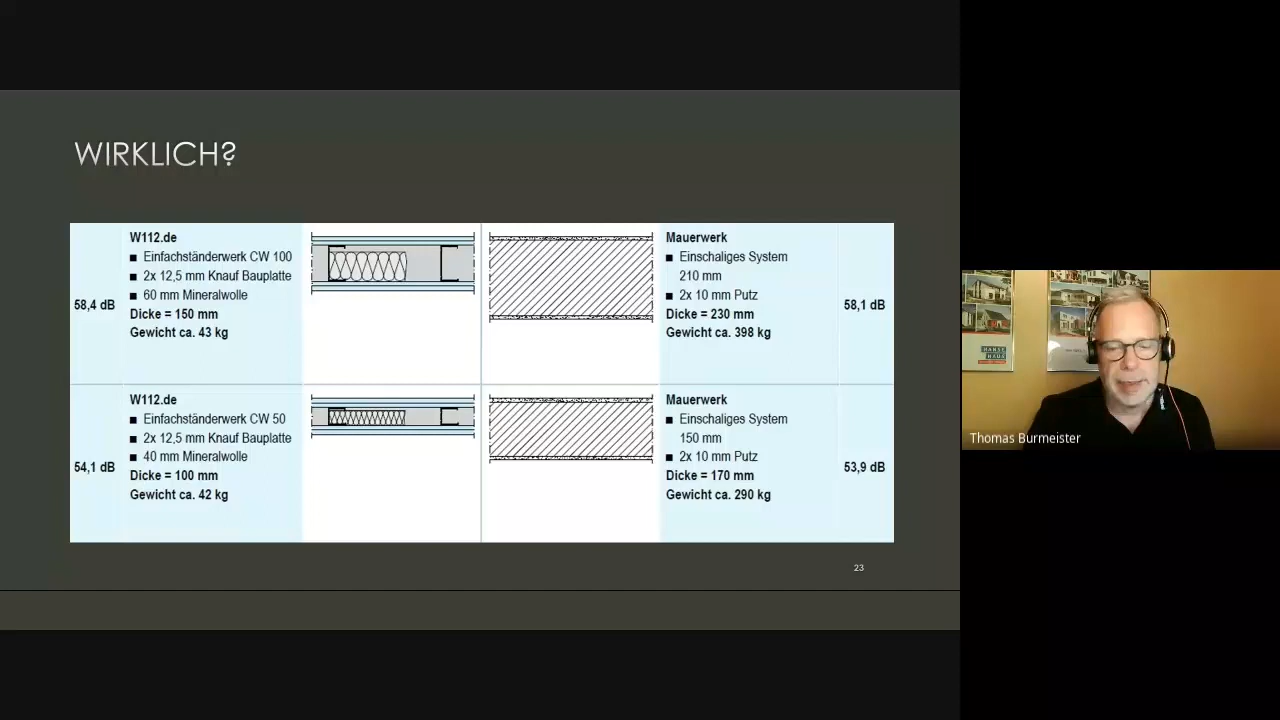 WIRKLICH?
58,4 dB
W112.de
■ Einfachständerwerk CW 100
■ 2x 12,5 mm Knauf Bauplatte
■ 60 mm Mineralwolle
Dicke = 150 mm
Gewicht ca. 43 kg
Mauerwerk
■ Einschaliges System
210 mm
■ 2x 10 mm Putz
Dicke = 230 mm
Gewicht ca. 398 kg
58,1 dB
54,1 dB
W112.de
■ Einfachständerwerk CW 50
■ 2x 12,5 mm Knauf Bauplatte
■ 40 mm Mineralwolle
Dicke = 100 mm
Gewicht ca. 42 kg
Mauerwerk
■ Einschaliges System
150 mm
■ 2x 10 mm Putz
Dicke = 170 mm
Gewicht ca. 290 kg
53,9 dB
23
HANSE
HAUS
Thomas Burmeister